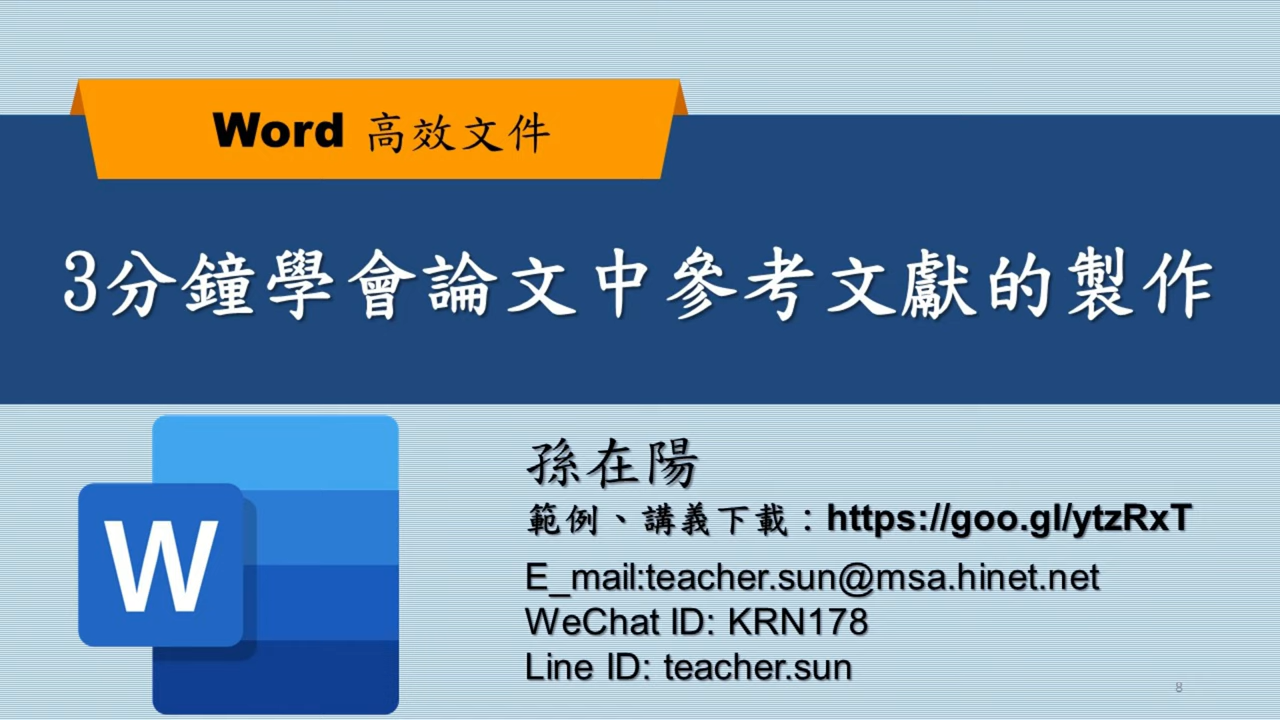 Word 高效文件
3分鐘學會論文中參考文獻的製作
W
孫在陽
範例、講義下載：https://goo.gl/ytzRxT
E_mail:teacher.sun@msa.hinet.net
WeChat ID: KRN178
Line ID: teacher.sun
8